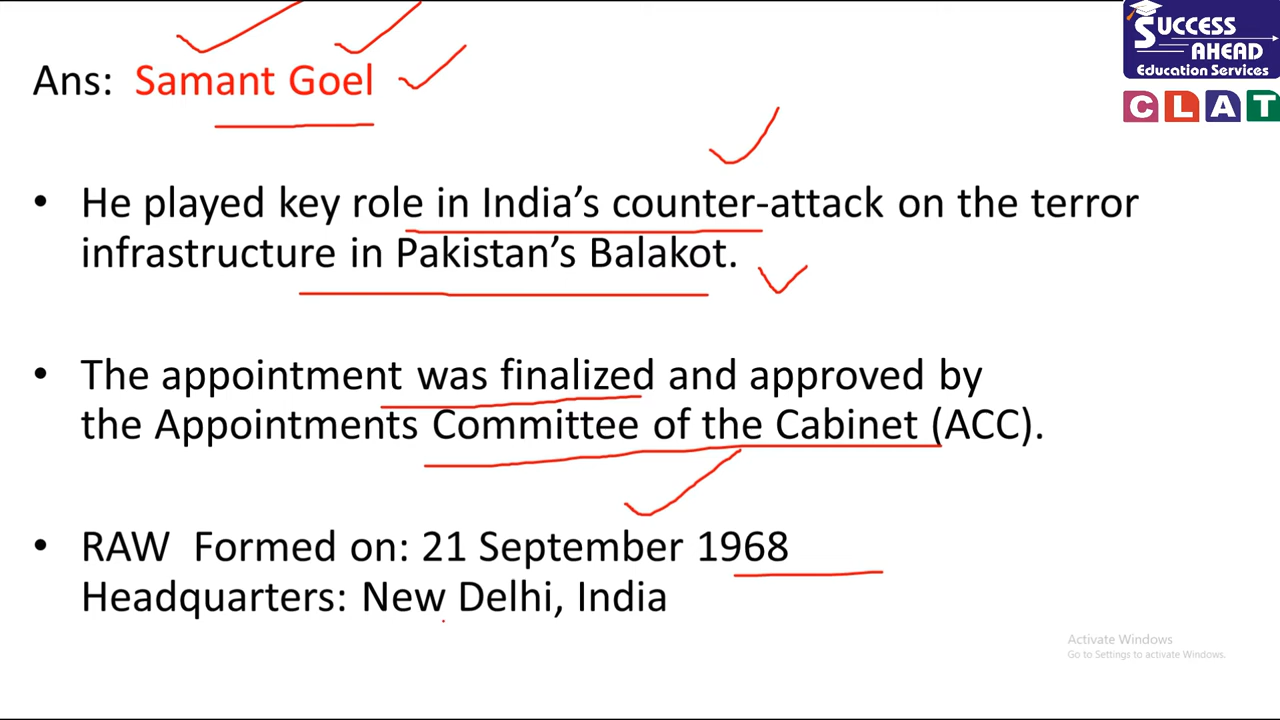 SUCCESS
AHEAD
Education Services
CLAT
Ans: Samant Goel
• He played key role in India’s counter-attack on the terror
infrastructure in Pakistan’s Balakot.
• The appointment was finalized and approved by
the Appointments Committee of the Cabinet (ACC).
• RAW Formed on: 21 September 1968
Headquarters: New Delhi, India
Activate Windows
Go to Settings to activate Windows.